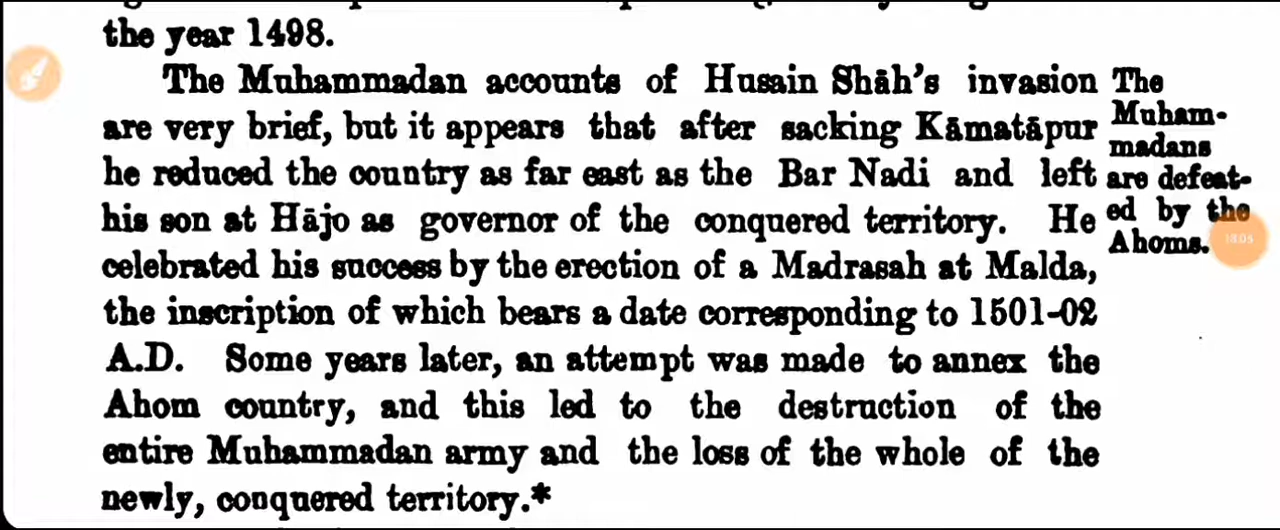 the year 1498.
The Muhammadan accounts of Husain Shāh's invasion
are very brief, but it appears that after sacking Kāmatāpur
he reduced the country as far east as the Bar Nadi and left
his son at Hājo as governor of the conquered territory. He
celebrated his success by the erection of a Madrasah at Malda,
the inscription of which bears a date corresponding to 1501-02
A.D. Some years later, an attempt was made to annex the
Ahom country, and this led to the destruction of the
entire Muhammadan army and the loss of the whole of the
newly, conquered territory.*
The
Muham-
madans
are defeat-
ed by the
Ahoms.
18:05